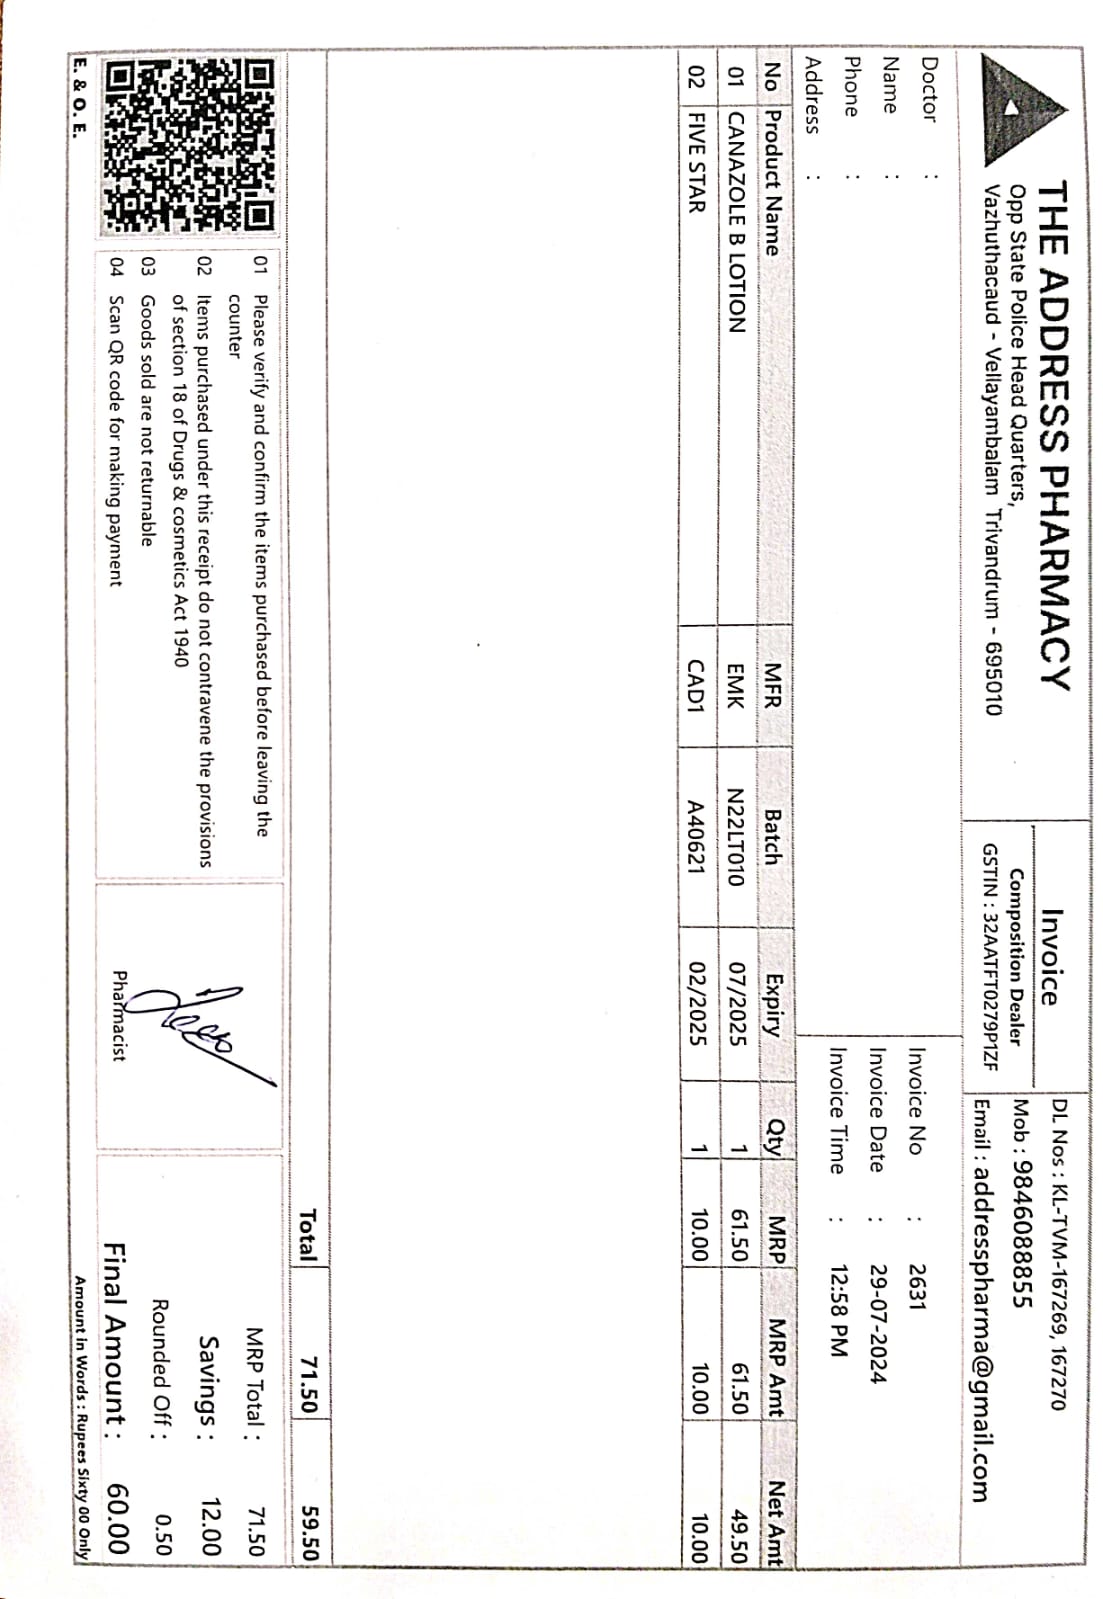 THE ADDRESS PHARMACY
Opp State Police Head Quarters,
Vazhuthacaud - Vellayambalam Trivandrum - 695010
Invoice
Composition Dealer
GSTIN : 32AATFT0279P1ZF
DL Nos : KL-TVM-167269, 167270
Mob : 9846088855
Email : addresspharma@gmail.com
Doctor :
Name :
Phone :
Address :
Invoice No : 2631
Invoice Date : 29-07-2024
Invoice Time : 12:58 PM
No Product Name MFR Batch Expiry Qty MRP MRP Amt Net Amt
01 CANAZOLE B LOTION EMK N22LT010 07/2025 1 61.50 61.50 49.50
02 FIVE STAR CAD1 A40621 02/2025 1 10.00 10.00 10.00
Total 71.50 59.50
01 Please verify and confirm the items purchased before leaving the
counter
02 Items purchased under this receipt do not contravene the provisions
of section 18 of Drugs & cosmetics Act 1940
03 Goods sold are not returnable
04 Scan QR code for making payment
Pharmacist
MRP Total : 71.50
Savings : 12.00
Rounded Off : 0.50
Final Amount : 60.00
E. & O. E.
Amount in Words : Rupees Sixty 00 Only